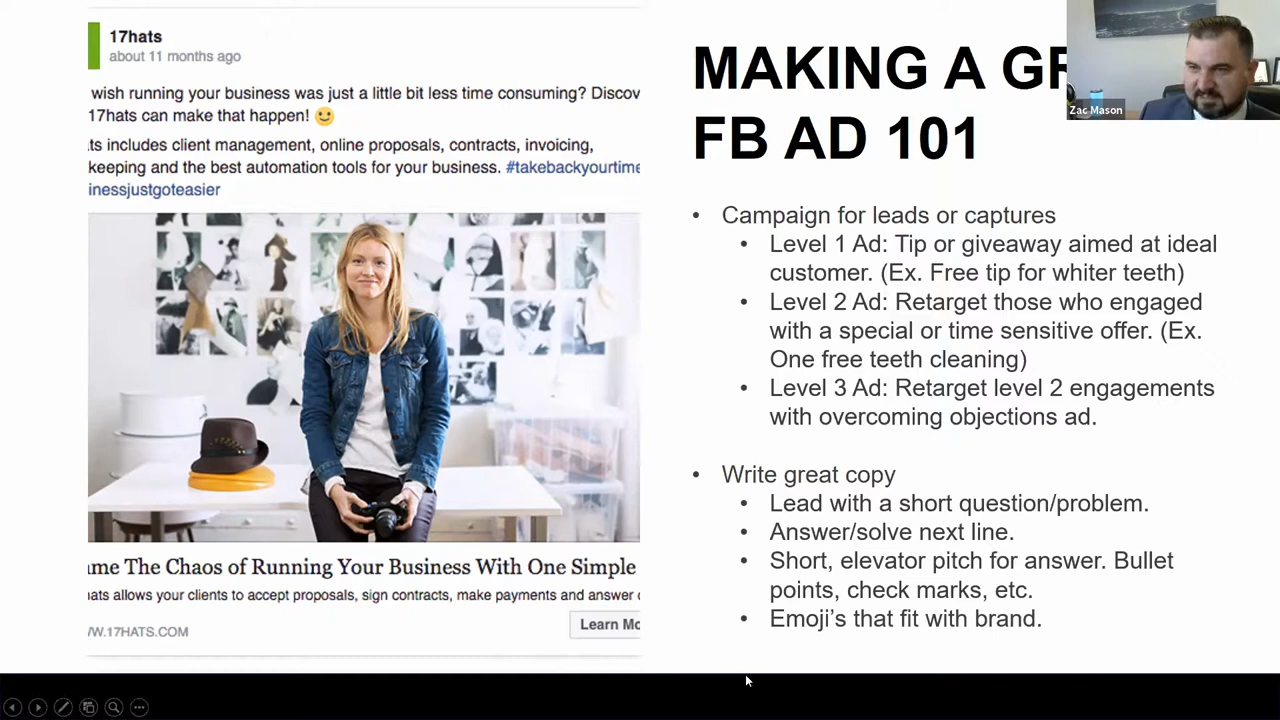 17hats
about 11 months ago
wish running your business was just a little bit less time consuming? Discov
17hats can make that happen!
ts includes client management, online proposals, contracts, invoicing,
keeping and the best automation tools for your business. #takebackyourtime
inessjustgoteasier
me The Chaos of Running Your Business With One Simple
ats allows your clients to accept proposals, sign contracts, make payments and answer
W.17HATS.COM
Learn Mo
MAKING A GR
FB AD 101
Zac Mason
• Campaign for leads or captures
• Level 1 Ad: Tip or giveaway aimed at ideal
customer. (Ex. Free tip for whiter teeth)
• Level 2 Ad: Retarget those who engaged
with a special or time sensitive offer. (Ex.
One free teeth cleaning)
• Level 3 Ad: Retarget level 2 engagements
with overcoming objections ad.
• Write great copy
• Lead with a short question/problem.
• Answer/solve next line.
• Short, elevator pitch for answer. Bullet
points, check marks, etc.
• Emoji’s that fit with brand.